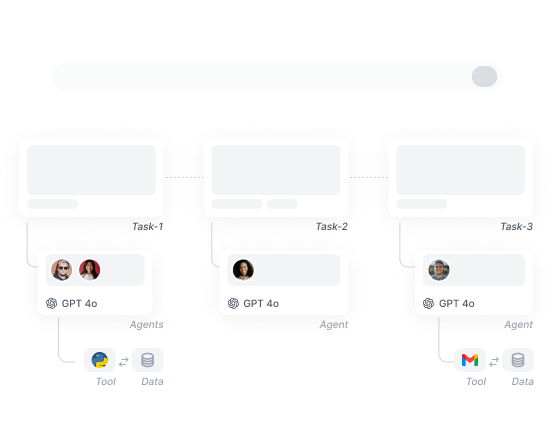 Task-1
Task-2
Task-3
GPT 4o
GPT 4o
GPT 4o
Agents
Agent
Agent
Tool
Data
Tool
Data